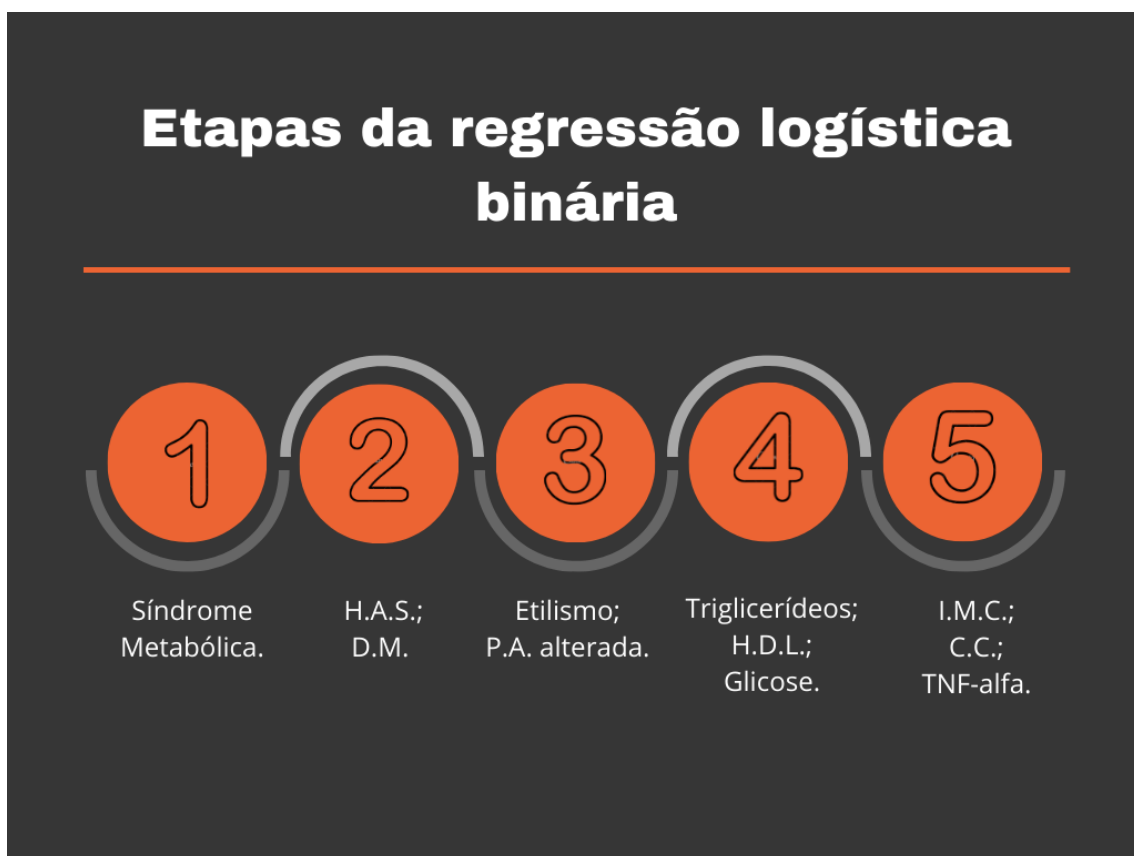 Etapas da regressão logística
binária
1
2
3
4
5
Síndrome
Metabólica.
H.A.S.;
D.M.
Etilismo;
P.A. alterada.
Triglicerídeos;
H.D.L.;
Glicose.
I.M.C.;
C.C.;
TNF-alfa.